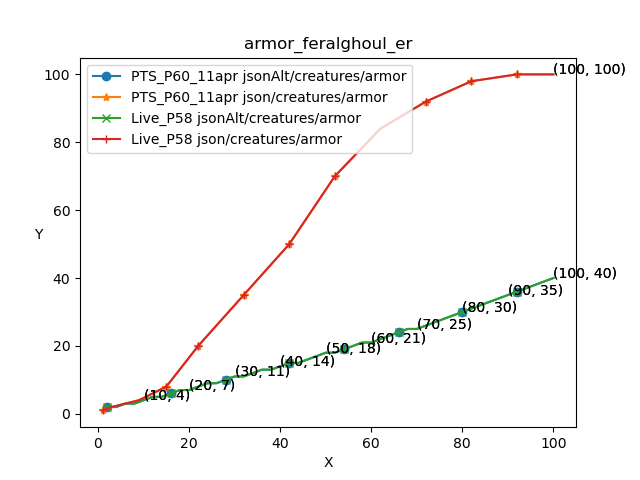 armor_feralghoul_er
PTS_P60_11apr jsonAlt/creatures/armor
PTS_P60_11apr json/creatures/armor
Live_P58 jsonAlt/creatures/armor
Live_P58 json/creatures/armor
(100, 100)
(100, 40)
(90, 35)
(80, 30)
(70, 25)
(60, 21)
(50, 18)
(40, 14)
(30, 11)
(20, 7)
(10, 4)
100
80
60
40
20
0
Y
0 20 40 60 80 100
X